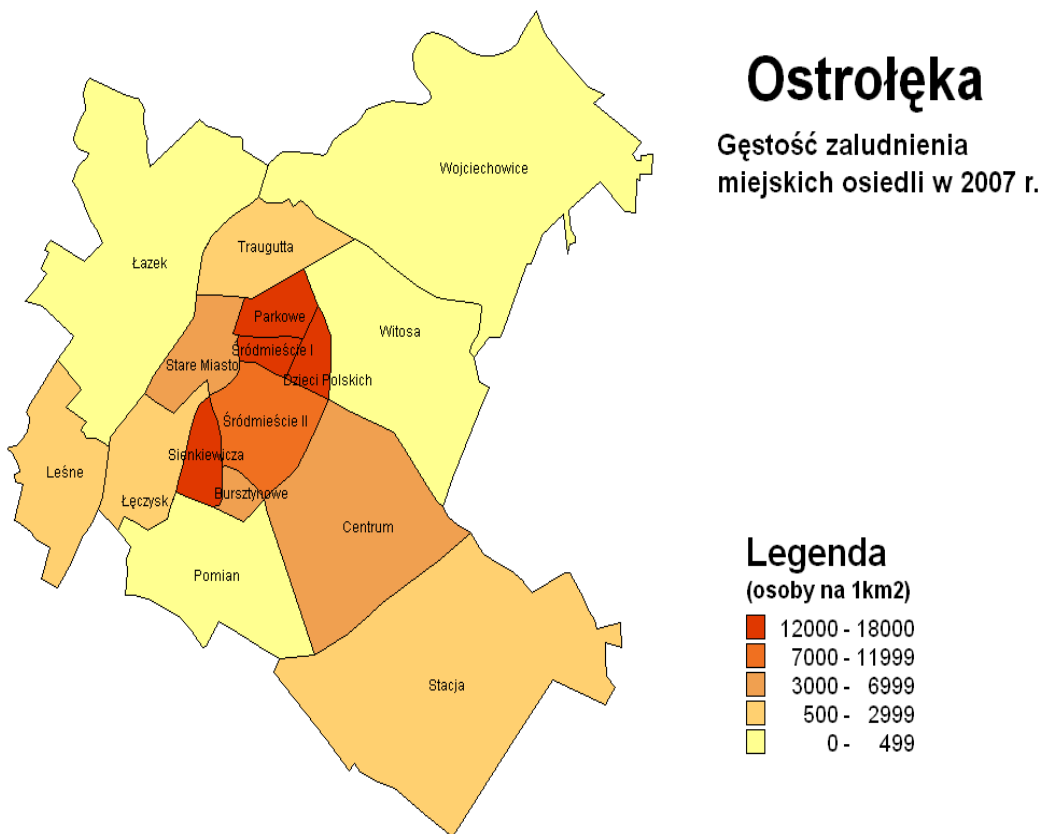 Ostrołęka
Gęstość zaludnienia
miejskich osiedli w 2007 r.
Wojciechowice
Traugutta
Łazek
Parkowe
Witosa
Śródmieście I
Stare Miasto
Dzieci Polskich
Śródmieście II
Sienkiewicza
Leśne
Bursztynowe
Łęczysk
Centrum
Pomian
Stacja
Legenda
(osoby na 1km2)
12000 - 18000
7000 - 11999
3000 - 6999
500 - 2999
0 - 499